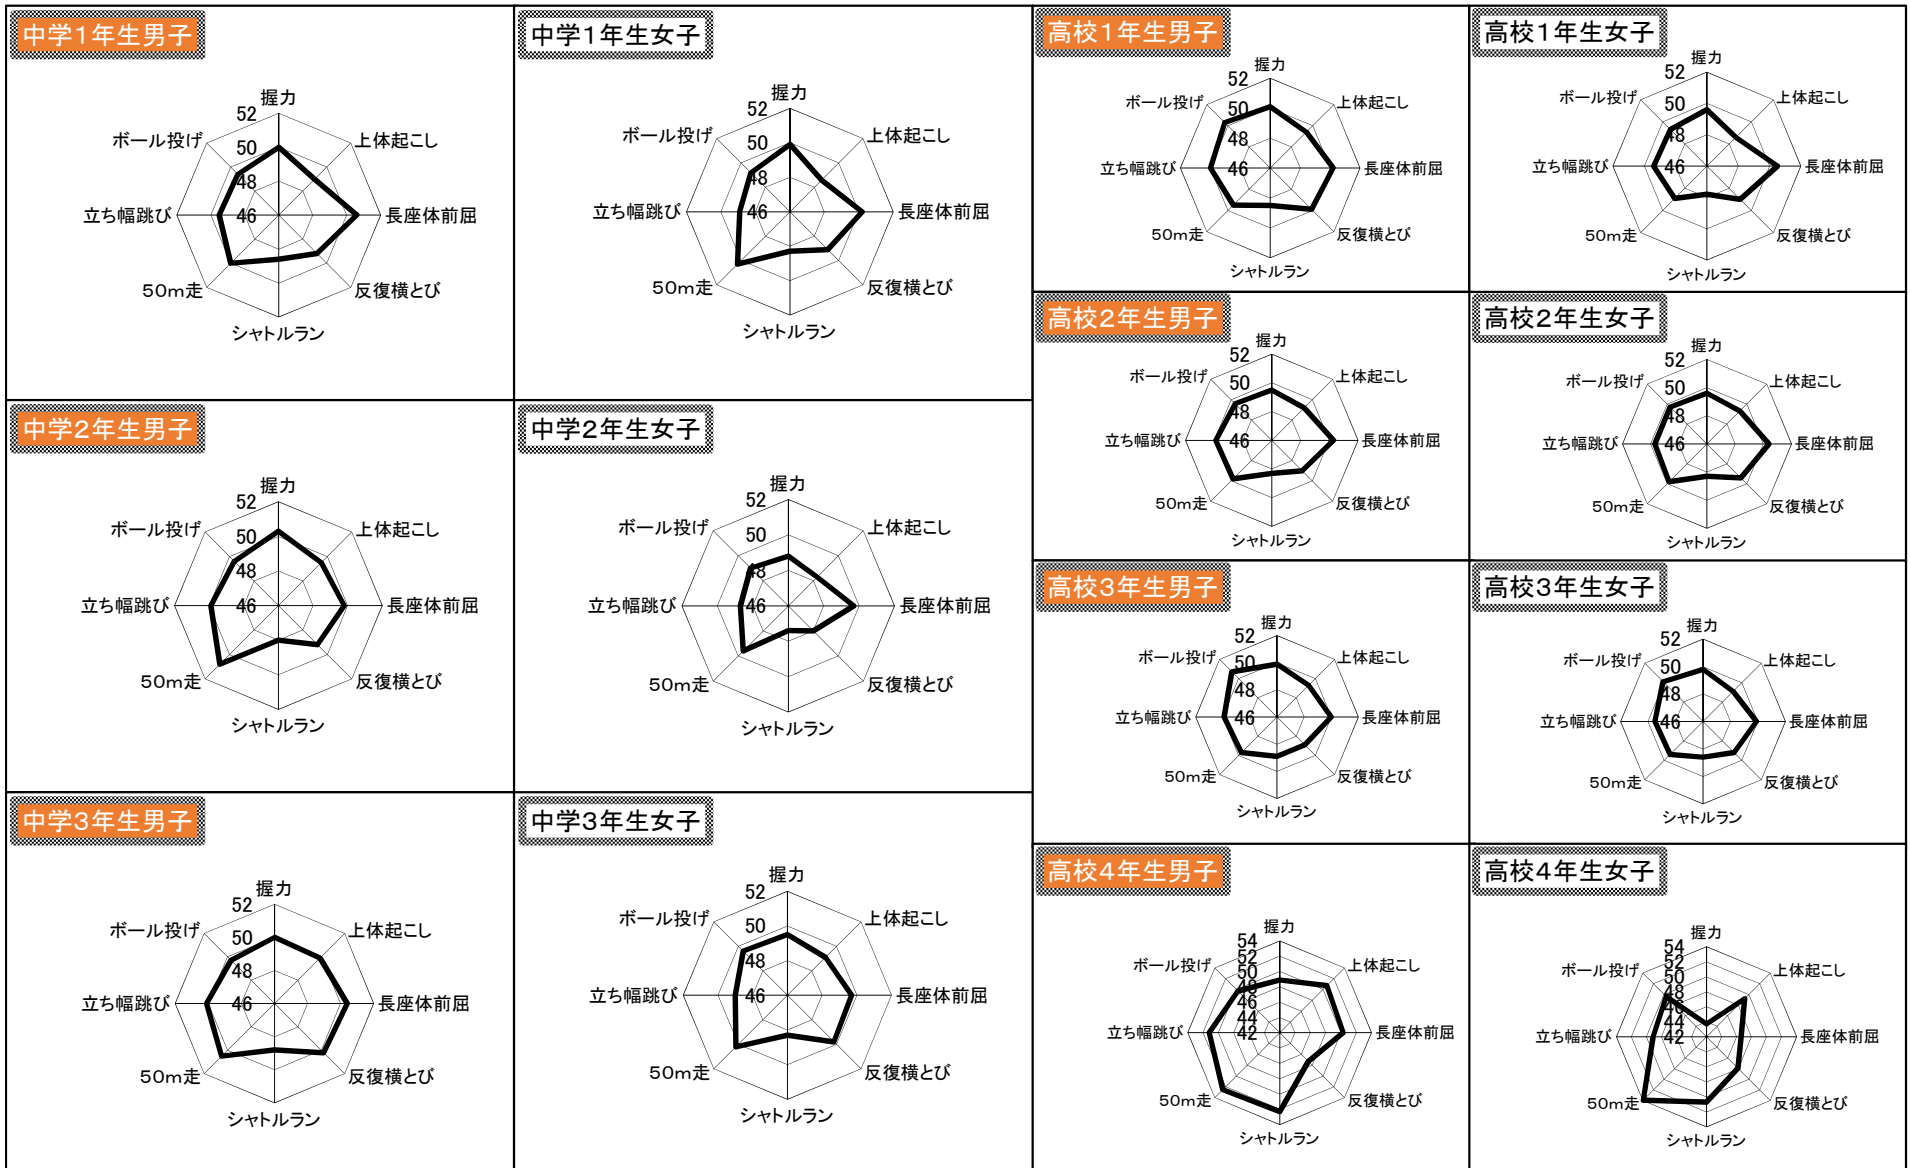 中学1年生男子
握力
52
ボール投げ
上体起こし
50
48
立ち幅跳び
46
長座体前屈
50m走
反復横とび
シャトルラン
中学1年生女子
握力
52
ボール投げ
上体起こし
50
48
立ち幅跳び
46
長座体前屈
50m走
反復横とび
シャトルラン
高校1年生男子
握力
52
ボール投げ
上体起こし
50
48
立ち幅跳び
46
長座体前屈
50m走
反復横とび
シャトルラン
高校1年生女子
握力
52
ボール投げ
上体起こし
50
48
立ち幅跳び
46
長座体前屈
50m走
反復横とび
シャトルラン
高校2年生男子
握力
52
ボール投げ
上体起こし
50
48
立ち幅跳び
46
長座体前屈
50m走
反復横とび
シャトルラン
高校2年生女子
握力
52
ボール投げ
上体起こし
50
48
立ち幅跳び
46
長座体前屈
50m走
反復横とび
シャトルラン
中学2年生男子
握力
52
ボール投げ
上体起こし
50
48
立ち幅跳び
46
長座体前屈
50m走
反復横とび
シャトルラン
中学2年生女子
握力
52
ボール投げ
上体起こし
50
48
立ち幅跳び
46
長座体前屈
50m走
反復横とび
シャトルラン
高校3年生男子
握力
52
ボール投げ
上体起こし
50
48
立ち幅跳び
46
長座体前屈
50m走
反復横とび
シャトルラン
高校3年生女子
握力
52
ボール投げ
上体起こし
50
48
立ち幅跳び
46
長座体前屈
50m走
反復横とび
シャトルラン
中学3年生男子
握力
52
ボール投げ
上体起こし
50
48
立ち幅跳び
46
長座体前屈
50m走
反復横とび
シャトルラン
中学3年生女子
握力
52
ボール投げ
上体起こし
50
48
立ち幅跳び
46
長座体前屈
50m走
反復横とび
シャトルラン
高校4年生男子
握力
54
52
ボール投げ
上体起こし
50
48
46
44
立ち幅跳び
42
長座体前屈
50m走
反復横とび
シャトルラン
高校4年生女子
握力
54
52
ボール投げ
上体起こし
50
48
46
44
立ち幅跳び
42
長座体前屈
50m走
反復横とび
シャトルラン